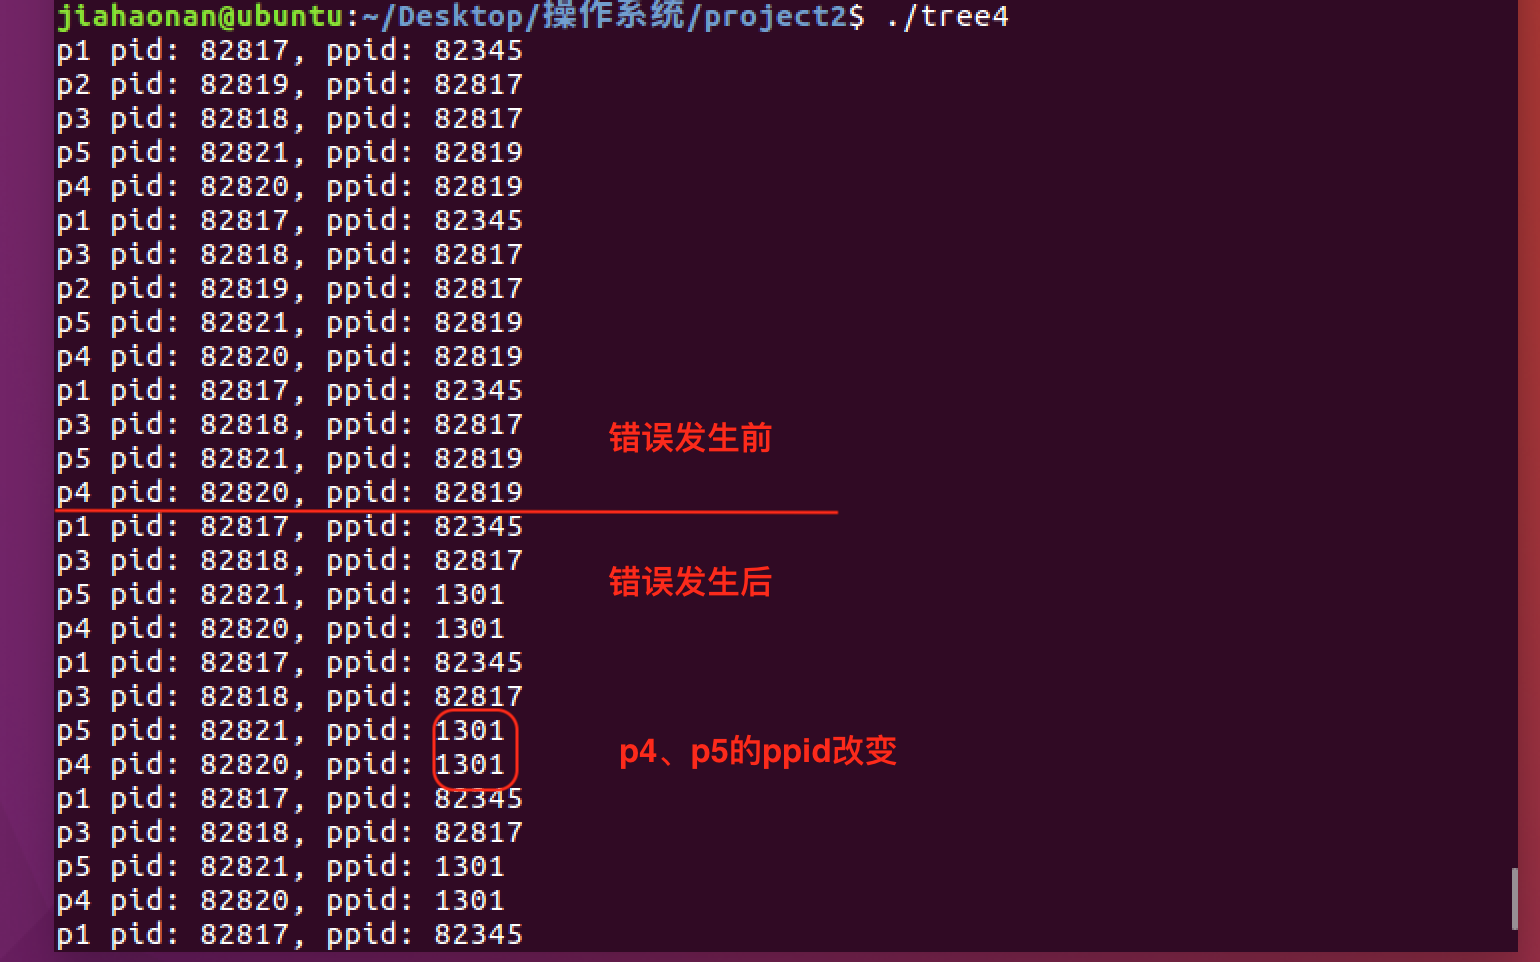 jiahaonan@ubuntu:~/Desktop/操作系统/project2$ ./tree4
p1 pid: 82817, ppid: 82345
p2 pid: 82819, ppid: 82817
p3 pid: 82818, ppid: 82817
p5 pid: 82821, ppid: 82819
p4 pid: 82820, ppid: 82819
p1 pid: 82817, ppid: 82345
p3 pid: 82818, ppid: 82817
p2 pid: 82819, ppid: 82817
p5 pid: 82821, ppid: 82819
p4 pid: 82820, ppid: 82819
p1 pid: 82817, ppid: 82345
p3 pid: 82818, ppid: 82817
错误发生前
p5 pid: 82821, ppid: 82819
p4 pid: 82820, ppid: 82819
p1 pid: 82817, ppid: 82345
p3 pid: 82818, ppid: 82817
错误发生后
p5 pid: 82821, ppid: 1301
p4 pid: 82820, ppid: 1301
p1 pid: 82817, ppid: 82345
p3 pid: 82818, ppid: 82817
p5 pid: 82821, ppid: 1301
p4、p5的ppid改变
p4 pid: 82820, ppid: 1301
p1 pid: 82817, ppid: 82345
p3 pid: 82818, ppid: 82817
p5 pid: 82821, ppid: 1301
p4 pid: 82820, ppid: 1301
p1 pid: 82817, ppid: 82345